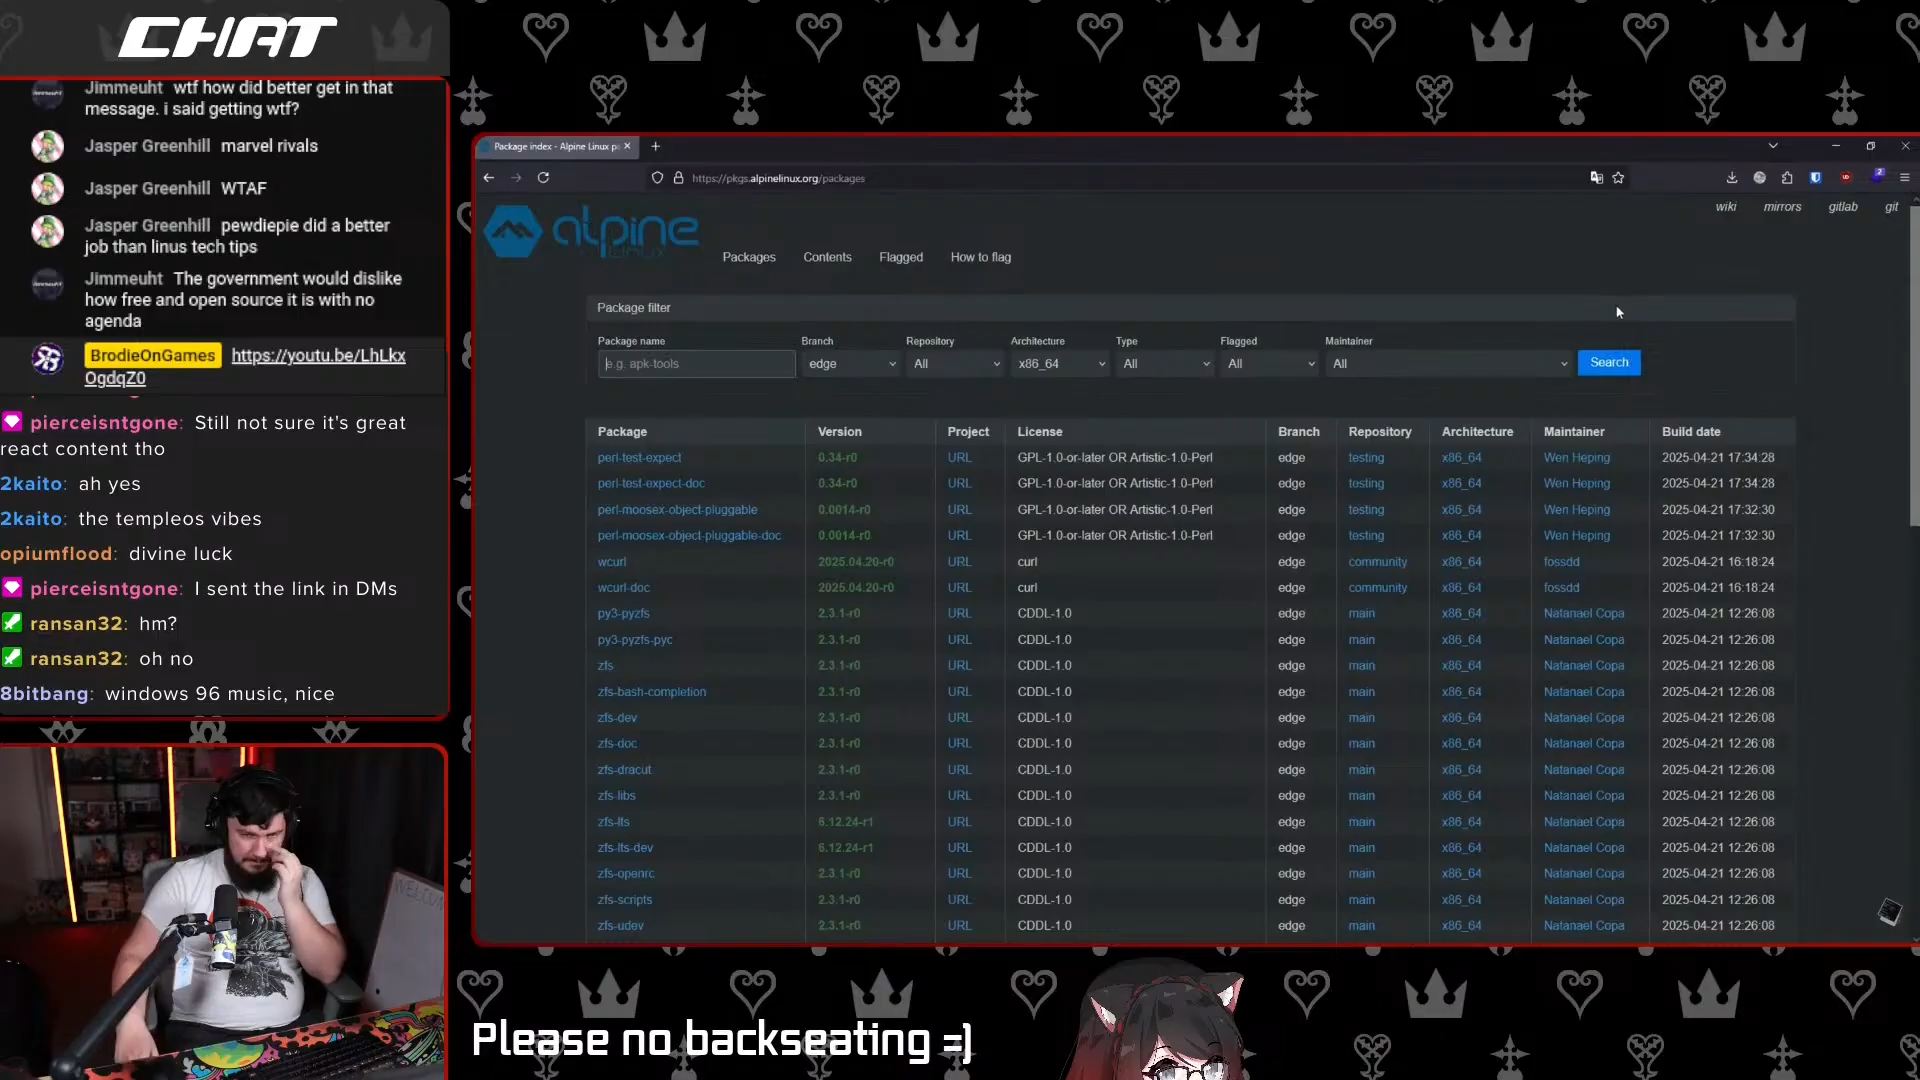 CHAT
Jimmeuht wtf how did better get in that
message. i said getting wtf?
Jasper Greenhill marvel rivals
Jasper Greenhill WTAF
Jasper Greenhill pewdiepie did a better
job than linus tech tips
Jimmeuht The government would dislike
how free and open source it is with no
agenda
BrodieOnGames https://youtu.be/LhLkx
OgdqZ0
pierceisntgone: Still not sure it's great
react content tho
2kaito: ah yes
2kaito: the templeos vibes
opiumflood: divine luck
pierceisntgone: I sent the link in DMs
ransan32: hm?
ransan32: oh no
8bitbang: windows 96 music, nice
Package index - Alpine Linux pa
https://pkgs.alpinelinux.org/packages
2
wiki mirrors gitlab git
alpine
linux
Packages Contents Flagged How to flag
Package filter
Package name Branch Repository Architecture Type Flagged Maintainer
e.g. apk-tools edge All x86_64 All All All Search
Package Version Project License Branch Repository Architecture Maintainer Build date
perl-test-expect 0.34-r0 URL GPL-1.0-or-later OR Artistic-1.0-Perl edge testing x86_64 Wen Heping 2025-04-21 17:34:28
perl-test-expect-doc 0.34-r0 URL GPL-1.0-or-later OR Artistic-1.0-Perl edge testing x86_64 Wen Heping 2025-04-21 17:34:28
perl-moosex-object-pluggable 0.0014-r0 URL GPL-1.0-or-later OR Artistic-1.0-Perl edge testing x86_64 Wen Heping 2025-04-21 17:32:30
perl-moosex-object-pluggable-doc 0.0014-r0 URL GPL-1.0-or-later OR Artistic-1.0-Perl edge testing x86_64 Wen Heping 2025-04-21 17:32:30
wcurl 2025.04.20-r0 URL curl edge community x86_64 fossdd 2025-04-21 16:18:24
wcurl-doc 2025.04.20-r0 URL curl edge community x86_64 fossdd 2025-04-21 16:18:24
py3-pyzfs 2.3.1-r0 URL CDDL-1.0 edge main x86_64 Natanael Copa 2025-04-21 12:26:08
py3-pyzfs-pyc 2.3.1-r0 URL CDDL-1.0 edge main x86_64 Natanael Copa 2025-04-21 12:26:08
zfs 2.3.1-r0 URL CDDL-1.0 edge main x86_64 Natanael Copa 2025-04-21 12:26:08
zfs-bash-completion 2.3.1-r0 URL CDDL-1.0 edge main x86_64 Natanael Copa 2025-04-21 12:26:08
zfs-dev 2.3.1-r0 URL CDDL-1.0 edge main x86_64 Natanael Copa 2025-04-21 12:26:08
zfs-doc 2.3.1-r0 URL CDDL-1.0 edge main x86_64 Natanael Copa 2025-04-21 12:26:08
zfs-dracut 2.3.1-r0 URL CDDL-1.0 edge main x86_64 Natanael Copa 2025-04-21 12:26:08
zfs-libs 2.3.1-r0 URL CDDL-1.0 edge main x86_64 Natanael Copa 2025-04-21 12:26:08
zfs-lts 6.12.24-r1 URL CDDL-1.0 edge main x86_64 Natanael Copa 2025-04-21 12:26:08
zfs-lts-dev 6.12.24-r1 URL CDDL-1.0 edge main x86_64 Natanael Copa 2025-04-21 12:26:08
zfs-openrc 2.3.1-r0 URL CDDL-1.0 edge main x86_64 Natanael Copa 2025-04-21 12:26:08
zfs-scripts 2.3.1-r0 URL CDDL-1.0 edge main x86_64 Natanael Copa 2025-04-21 12:26:08
zfs-udev 2.3.1-r0 URL CDDL-1.0 edge main x86_64 Natanael Copa 2025-04-21 12:26:08
Please no backseating =)